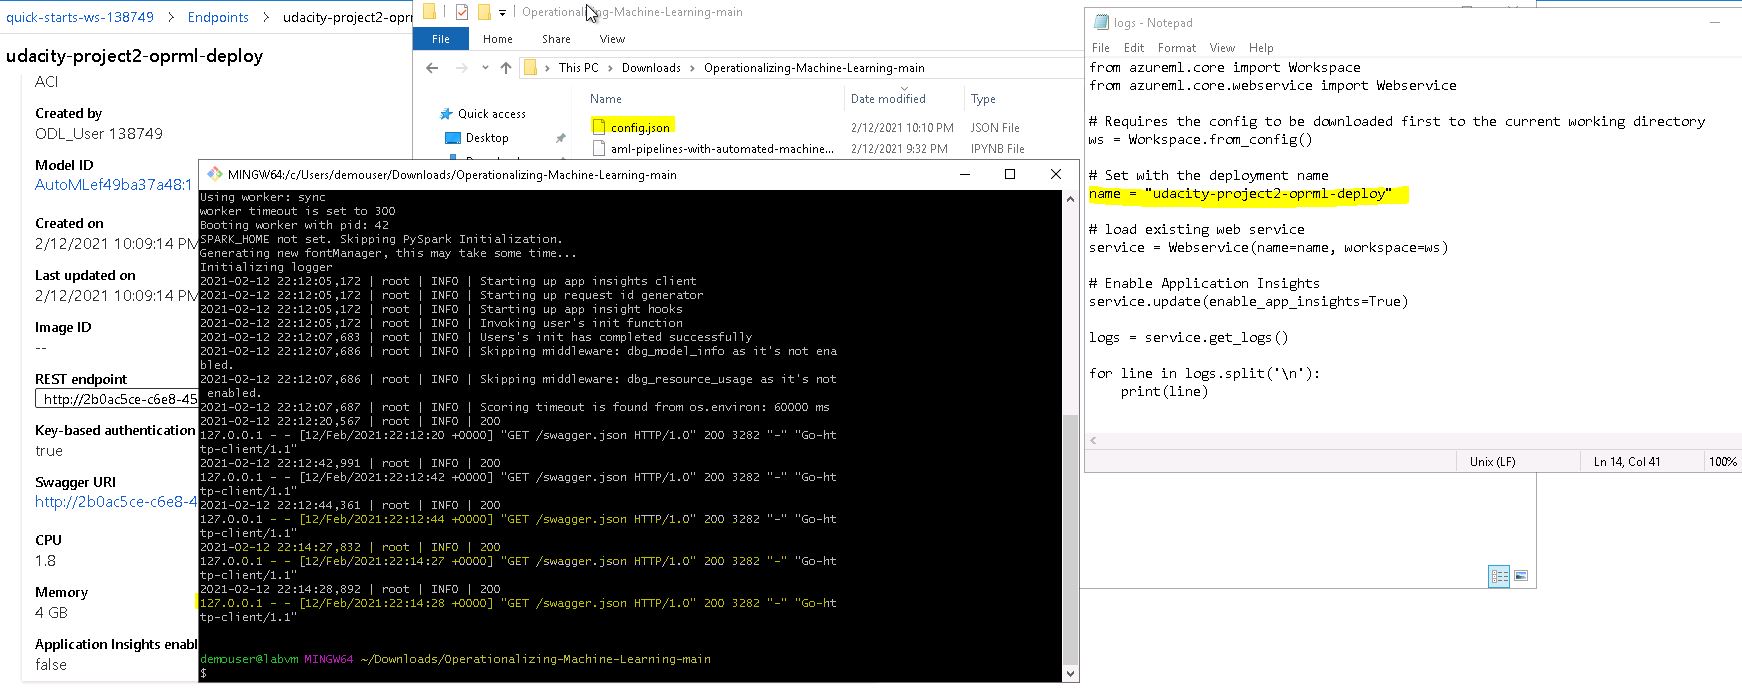 quick-starts-ws-138749 > Endpoints > udacity-project2-opr
udacity-project2-oprml-deploy
ACI
Created by
ODL_User 138749
Model ID
AutoMLef49ba37a48:1
Created on
2/12/2021 10:09:14 PM
Last updated on
2/12/2021 10:09:14 PM
Image ID
--
REST endpoint
http://2b0ac5ce-c6e8-45
Key-based authentication
true
Swagger URI
http://2b0ac5ce-c6e8-4
CPU
1.8
Memory
4 GB
Application Insights enabl
false
Operationalizing-Machine-Learning-main
File Home Share View
This PC > Downloads > Operationalizing-Machine-Learning-main
Name Date modified Type
Quick access
Desktop
config.json 2/12/2021 10:10 PM JSON File
aml-pipelines-with-automated-machine... 2/12/2021 9:32 PM IPYNB File
MINGW64:/c/Users/demouser/Downloads/Operationalizing-Machine-Learning-main
Using worker: sync
worker timeout is set to 300
Booting worker with pid: 42
SPARK_HOME not set. Skipping PySpark Initialization.
Generating new fontManager, this may take some time...
Initializing logger
2021-02-12 22:12:05,172 | root | INFO | Starting up app insights client
2021-02-12 22:12:05,172 | root | INFO | Starting up request id generator
2021-02-12 22:12:05,172 | root | INFO | Starting up app insight hooks
2021-02-12 22:12:05,172 | root | INFO | Invoking user's init function
2021-02-12 22:12:07,683 | root | INFO | Users's init has completed successfully
2021-02-12 22:12:07,686 | root | INFO | Skipping middleware: dbg_model_info as it's not ena
bled.
2021-02-12 22:12:07,686 | root | INFO | Skipping middleware: dbg_resource_usage as it's not
enabled.
2021-02-12 22:12:07,687 | root | INFO | Scoring timeout is found from os.environ: 60000 ms
2021-02-12 22:12:20,567 | root | INFO | 200
127.0.0.1 - - [12/Feb/2021:22:12:20 +0000] "GET /swagger.json HTTP/1.0" 200 3282 "-" "Go-ht
tp-client/1.1"
2021-02-12 22:12:42,991 | root | INFO | 200
127.0.0.1 - - [12/Feb/2021:22:12:42 +0000] "GET /swagger.json HTTP/1.0" 200 3282 "-" "Go-ht
tp-client/1.1"
2021-02-12 22:12:44,361 | root | INFO | 200
127.0.0.1 - - [12/Feb/2021:22:12:44 +0000] "GET /swagger.json HTTP/1.0" 200 3282 "-" "Go-ht
tp-client/1.1"
2021-02-12 22:14:27,832 | root | INFO | 200
127.0.0.1 - - [12/Feb/2021:22:14:27 +0000] "GET /swagger.json HTTP/1.0" 200 3282 "-" "Go-ht
tp-client/1.1"
2021-02-12 22:14:28,892 | root | INFO | 200
127.0.0.1 - - [12/Feb/2021:22:14:28 +0000] "GET /swagger.json HTTP/1.0" 200 3282 "-" "Go-ht
tp-client/1.1"
demouser@labvm MINGW64 ~/Downloads/Operationalizing-Machine-Learning-main
$
logs - Notepad
File Edit Format View Help
from azureml.core import Workspace
from azureml.core.webservice import Webservice
# Requires the config to be downloaded first to the current working directory
ws = Workspace.from_config()
# Set with the deployment name
name = "udacity-project2-oprml-deploy"
# load existing web service
service = Webservice(name=name, workspace=ws)
# Enable Application Insights
service.update(enable_app_insights=True)
logs = service.get_logs()
for line in logs.split('\n'):
    print(line)
Unix (LF) Ln 14, Col 41 100%